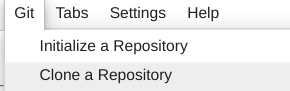 Git Tabs Settings Help
Initialize a Repository
Clone a Repository